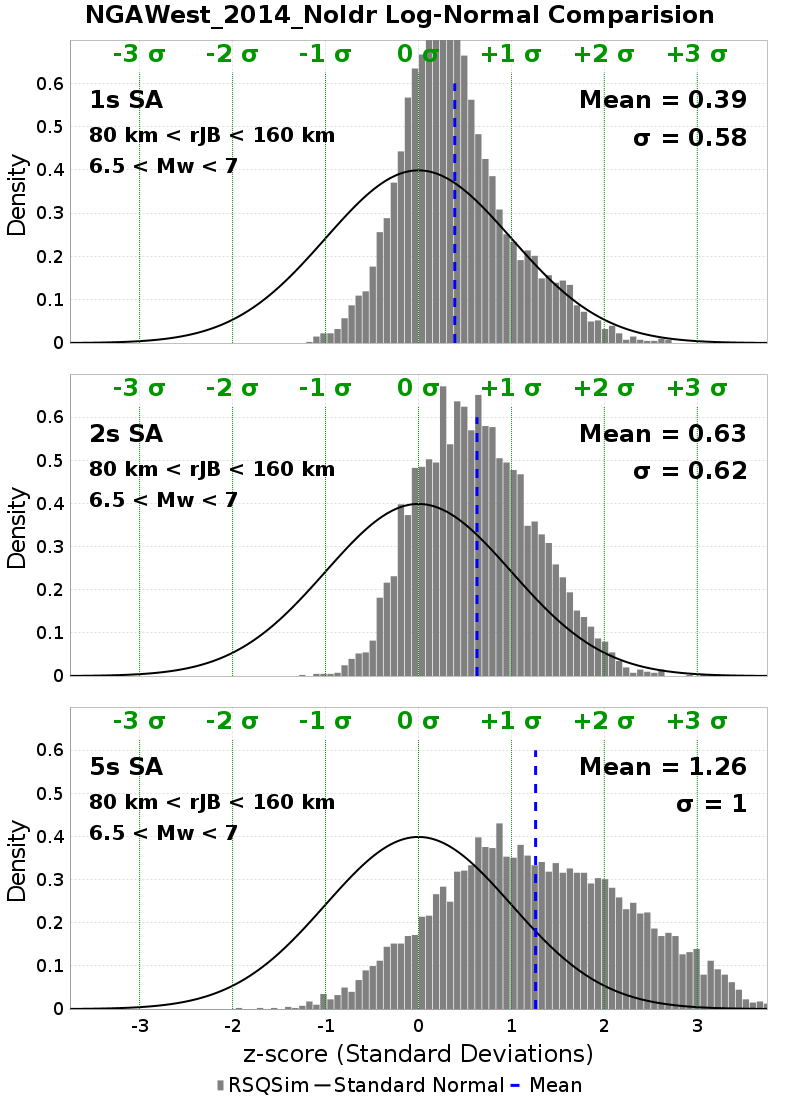 NGAWest_2014_NoIdr Log-Normal Comparision
-3 σ -2 σ -1 σ 0 σ +1 σ +2 σ +3 σ
1s SA Mean = 0.39
80 km < rJB < 160 km σ = 0.58
6.5 < Mw < 7
Density
0.6
0.5
0.4
0.3
0.2
0.1
0
-3 σ -2 σ -1 σ 0 σ +1 σ +2 σ +3 σ
2s SA Mean = 0.63
80 km < rJB < 160 km σ = 0.62
6.5 < Mw < 7
Density
0.6
0.5
0.4
0.3
0.2
0.1
0
-3 σ -2 σ -1 σ 0 σ +1 σ +2 σ +3 σ
5s SA Mean = 1.26
80 km < rJB < 160 km σ = 1
6.5 < Mw < 7
Density
0.6
0.5
0.4
0.3
0.2
0.1
0
-3 -2 -1 0 1 2 3
z-score (Standard Deviations)
RSQSim Standard Normal Mean